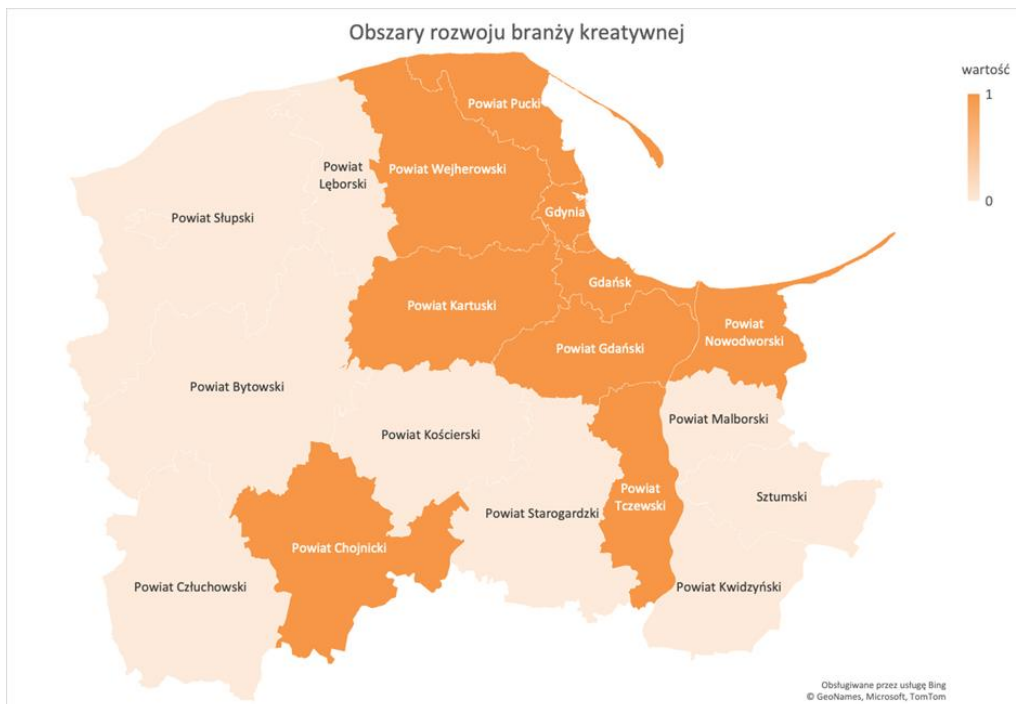 Obszary rozwoju branży kreatywnej
wartość
1
0
Powiat Pucki
Powiat Wejherowski
Powiat
Lęborski
Powiat Słupski
Gdynia
Gdańsk
Powiat Kartuski
Powiat Gdański
Powiat
Nowodworski
Powiat Bytowski
Powiat Malborski
Powiat Kościerski
Powiat
Tczewski
Sztumski
Powiat Starogardzki
Powiat Chojnicki
Powiat Człuchowski
Powiat Kwidzyński
Obsługiwane przez usługę Bing
© GeoNames, Microsoft, TomTom